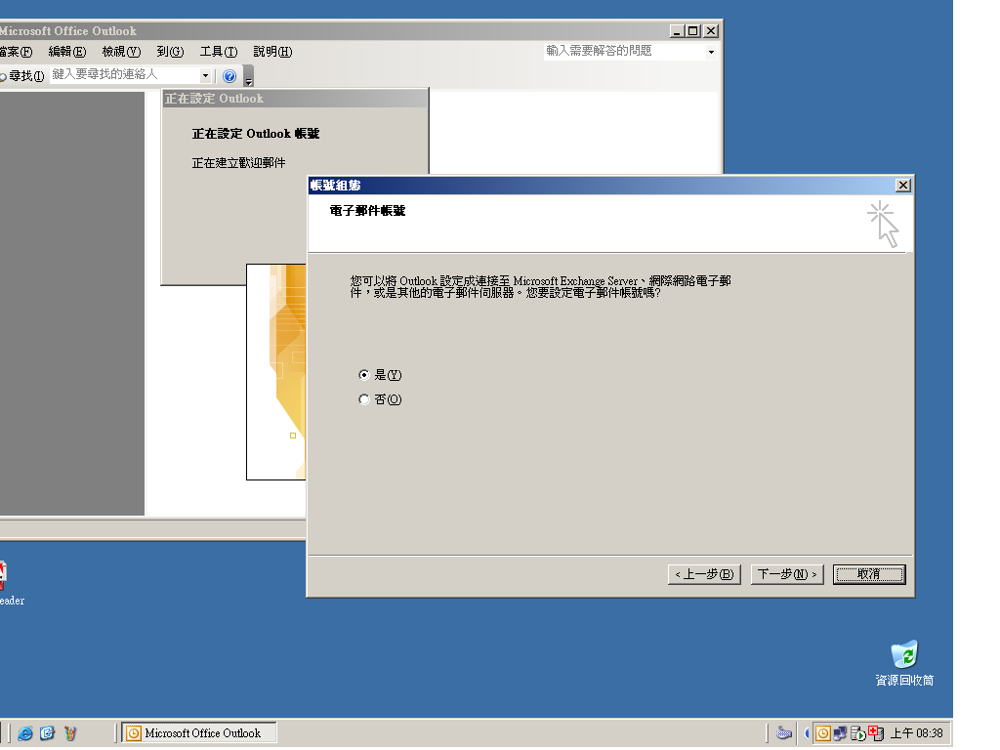 Microsoft Office Outlook
檔案(F) 編輯(E) 檢視(V) 到(G) 工具(T) 說明(H) 輸入需要解答的問題
尋找(I) 鍵入要尋找的連絡人
正在設定 Outlook
正在設定 Outlook 帳號
正在建立歡迎郵件
帳號組態
電子郵件帳號
您可以將 Outlook 設定成連接至 Microsoft Exchange Server、網際網路電子郵
件，或是其他的電子郵件伺服器。您要設定電子郵件帳號嗎?
是(Y)
否(O)
<上一步(B) 下一步(N)> 取消
eader
資源回收筒
Microsoft Office Outlook
上午 08:38